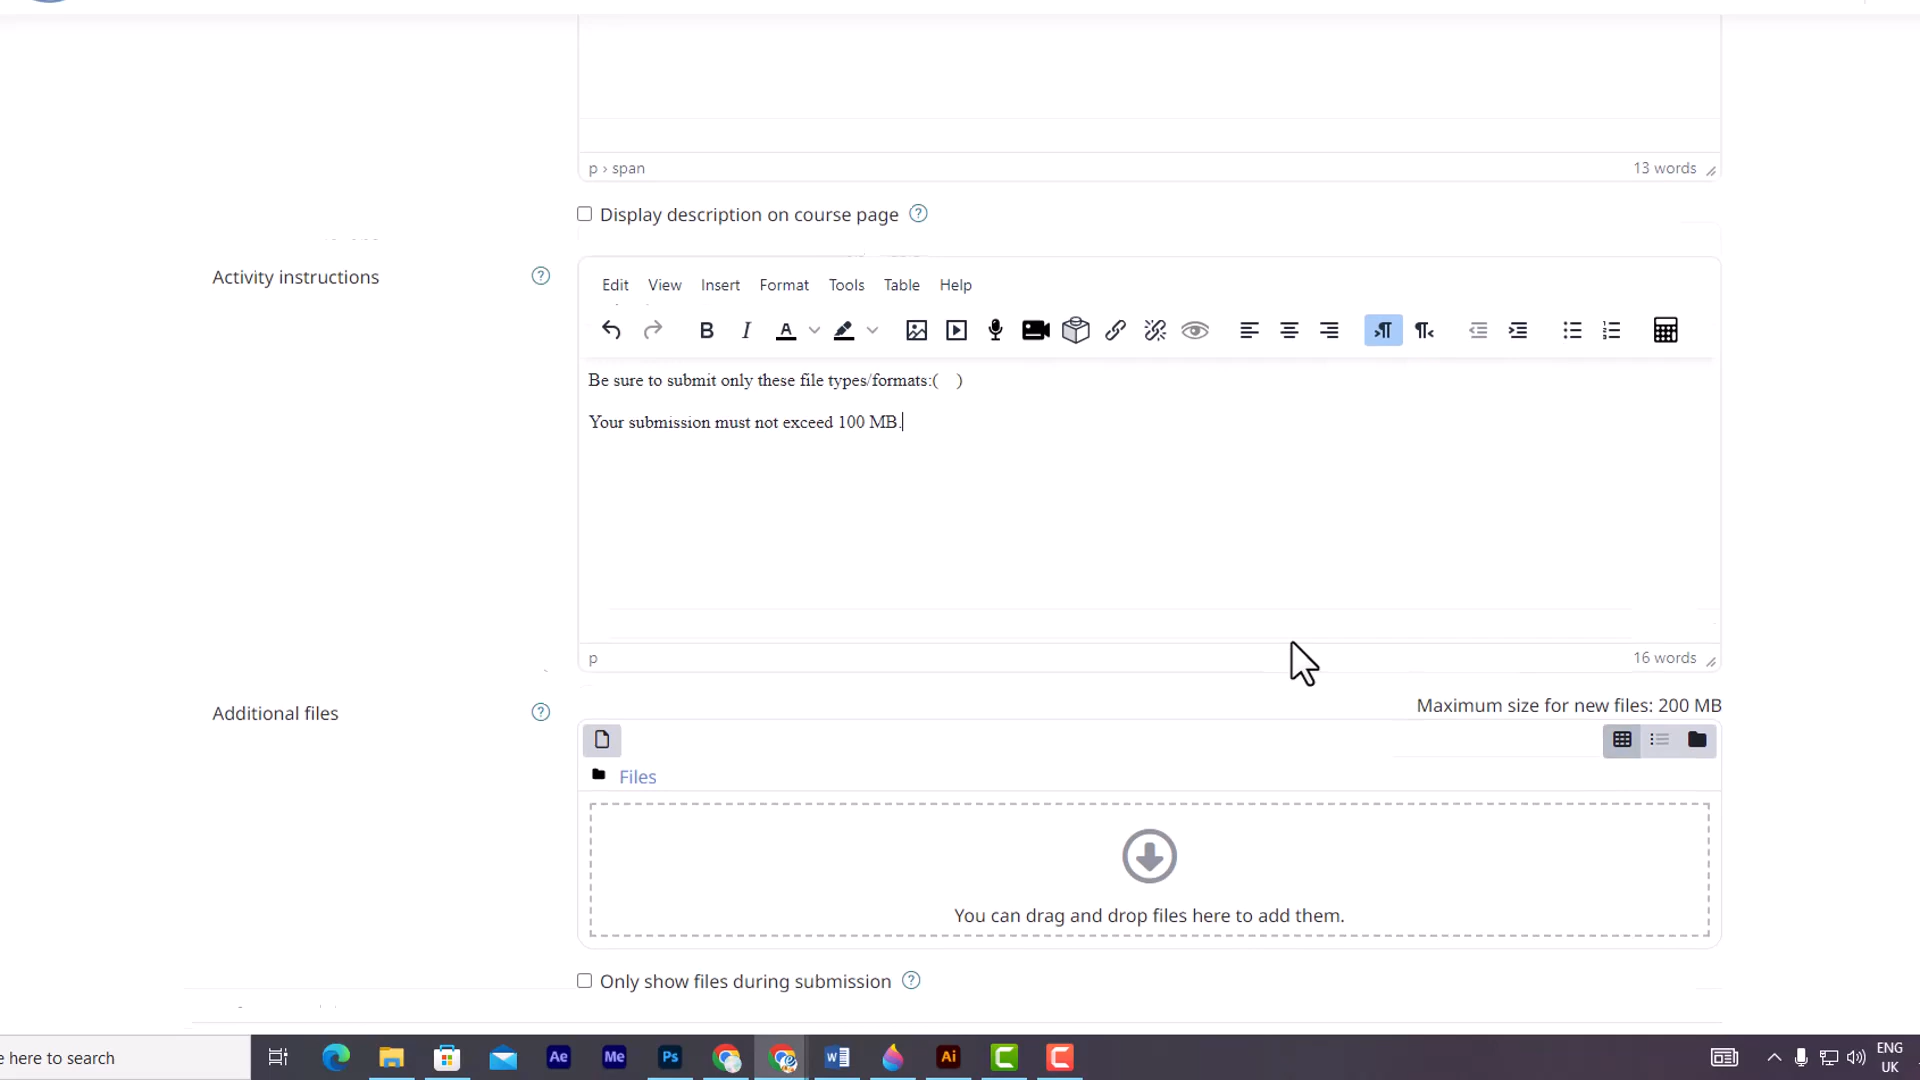 p › span
13 words
Display description on course page
Activity instructions
Edit View Insert Format Tools Table Help
Be sure to submit only these file types/formats:(    )
Your submission must not exceed 100 MB.
p
16 words
Additional files
Maximum size for new files: 200 MB
Files
You can drag and drop files here to add them.
Only show files during submission
e here to search
Ae
Me
Ps
Ai
ENG
UK